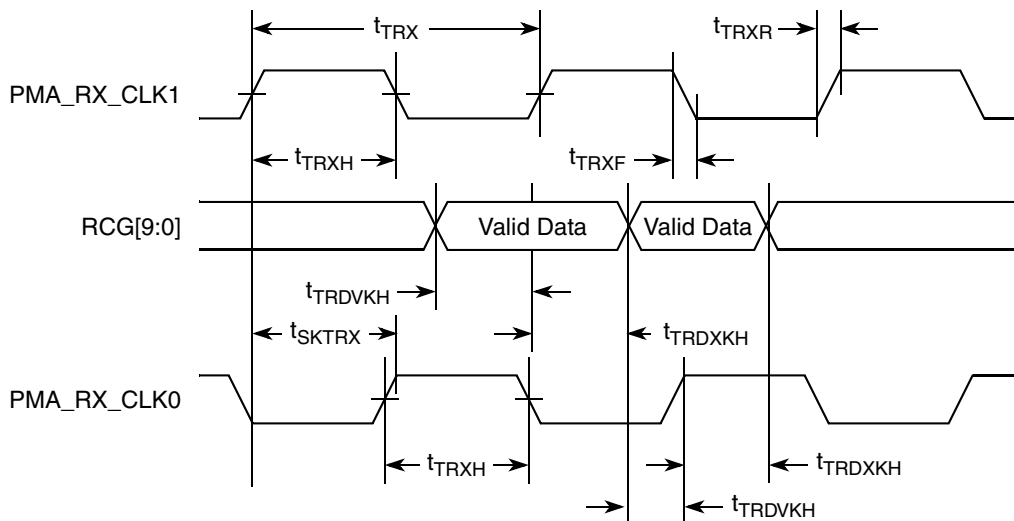 tTRX
tTRXR
PMA_RX_CLK1
tTRXH
tTRXF
RCG[9:0]
Valid Data
Valid Data
tTRDVKH
tSKTRX
tTRDXKH
PMA_RX_CLK0
tTRXH
tTRDXKH
tTRDVKH